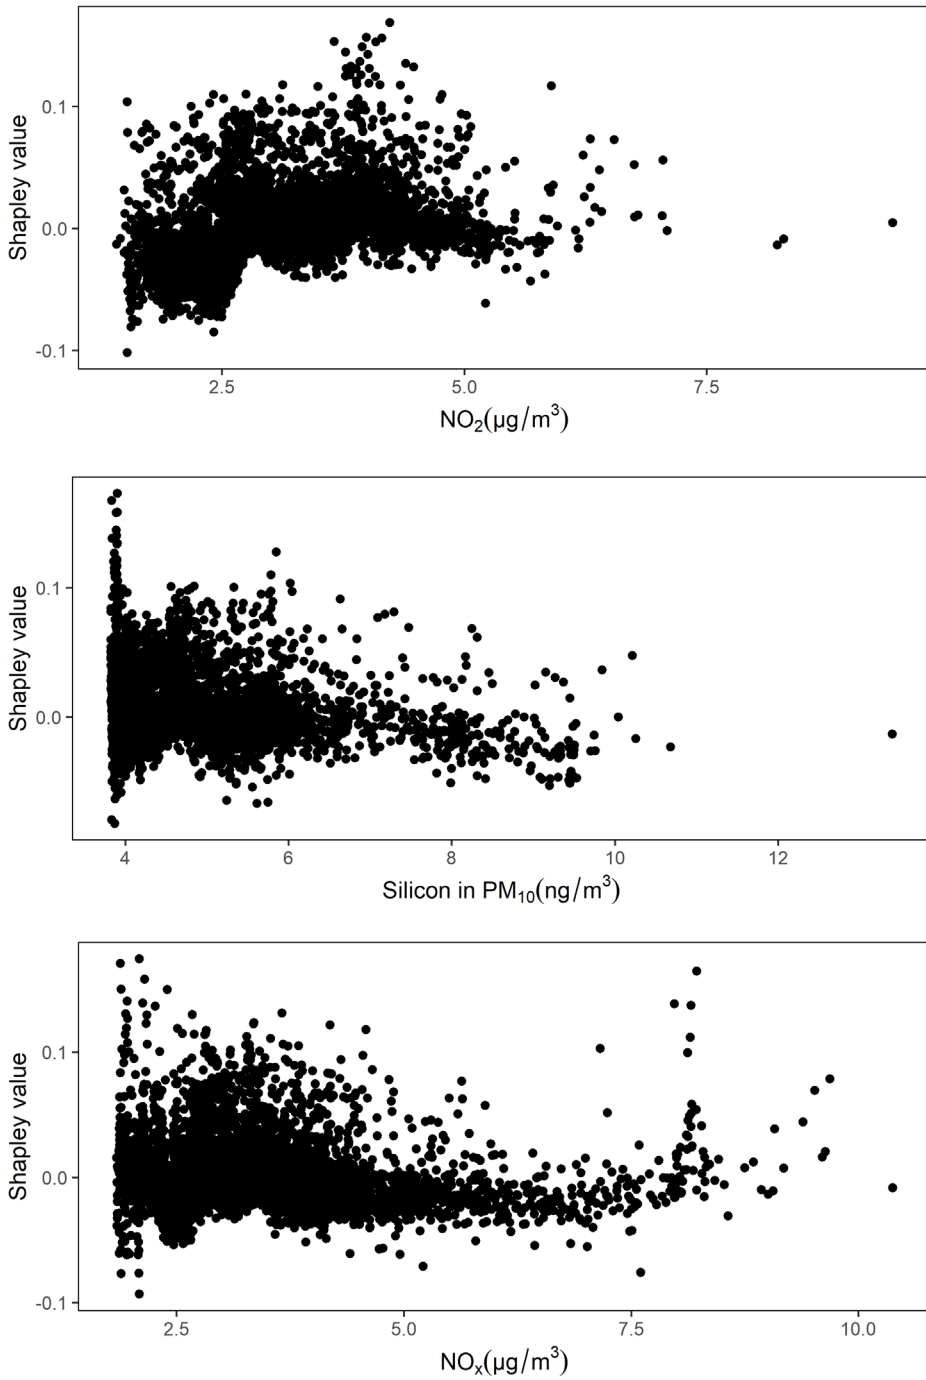 Shapley value
0.1
0.0
-0.1
2.5 5.0 7.5
NO₂(µg/m³)
Shapley value
0.1
0.0
4 6 8 10 12
Silicon in PM₁₀(ng/m³)
Shapley value
0.1
0.0
-0.1
2.5 5.0 7.5 10.0
NOₓ(µg/m³)